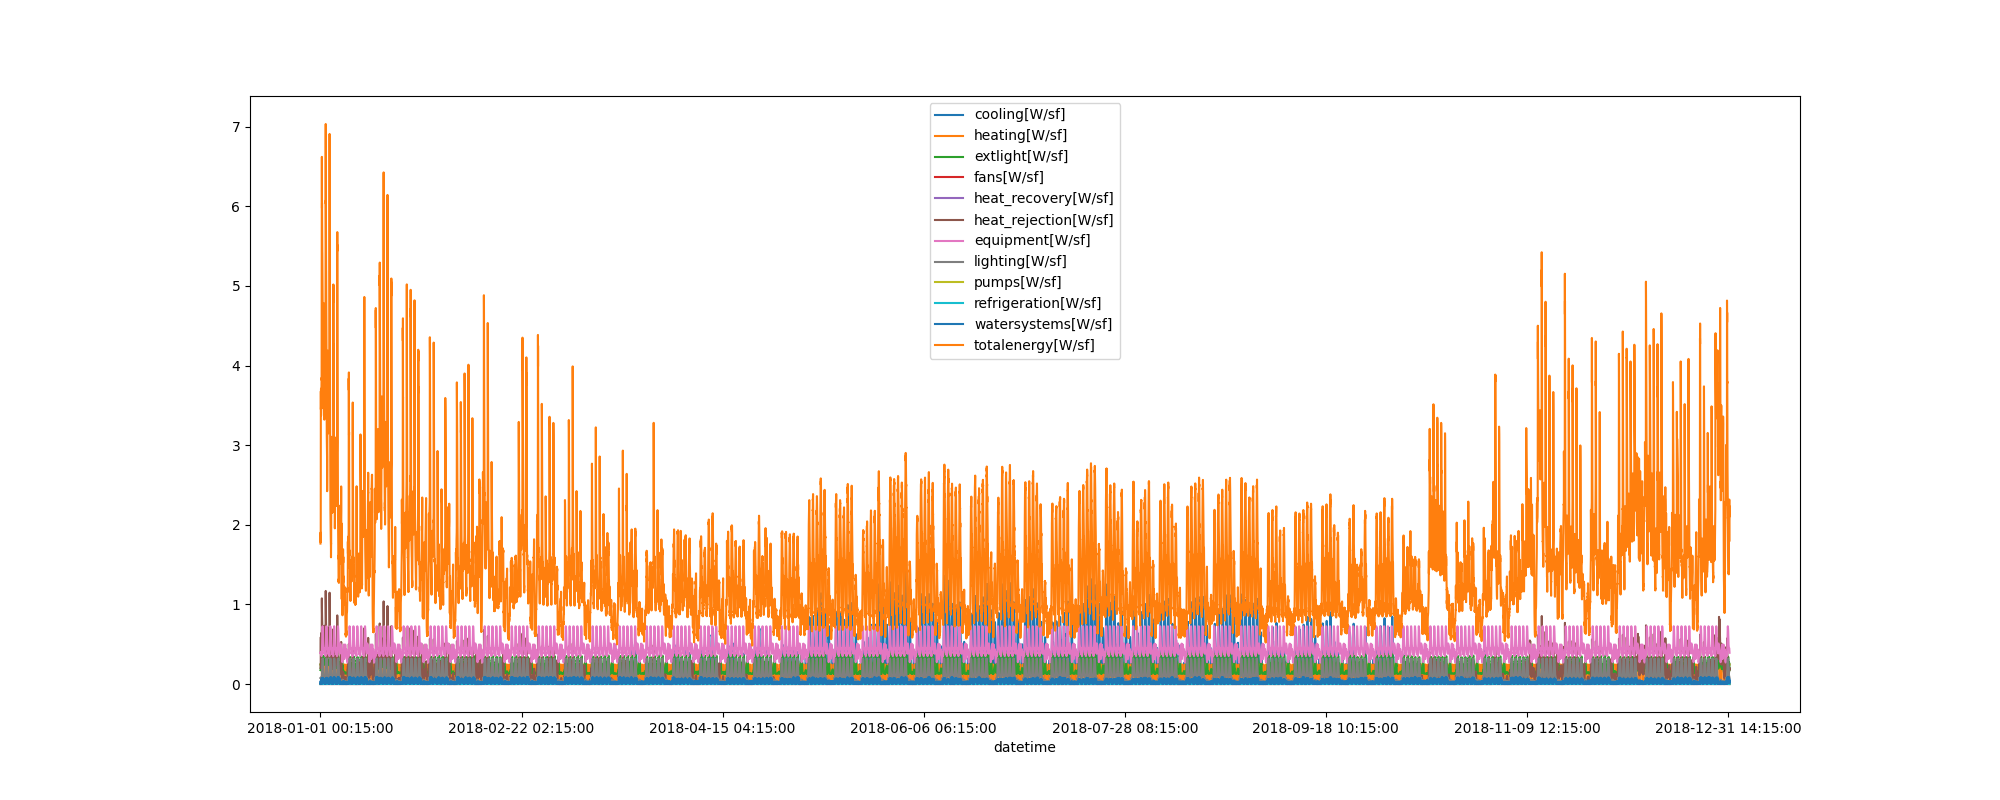 cooling[W/sf]
heating[W/sf]
extlight[W/sf]
fans[W/sf]
heat_recovery[W/sf]
heat_rejection[W/sf]
equipment[W/sf]
lighting[W/sf]
pumps[W/sf]
refrigeration[W/sf]
watersystems[W/sf]
totalenergy[W/sf]
7
6
5
4
3
2
1
0
2018-01-01 00:15:00 2018-02-22 02:15:00 2018-04-15 04:15:00 2018-06-06 06:15:00 2018-07-28 08:15:00 2018-09-18 10:15:00 2018-11-09 12:15:00 2018-12-31 14:15:00
datetime